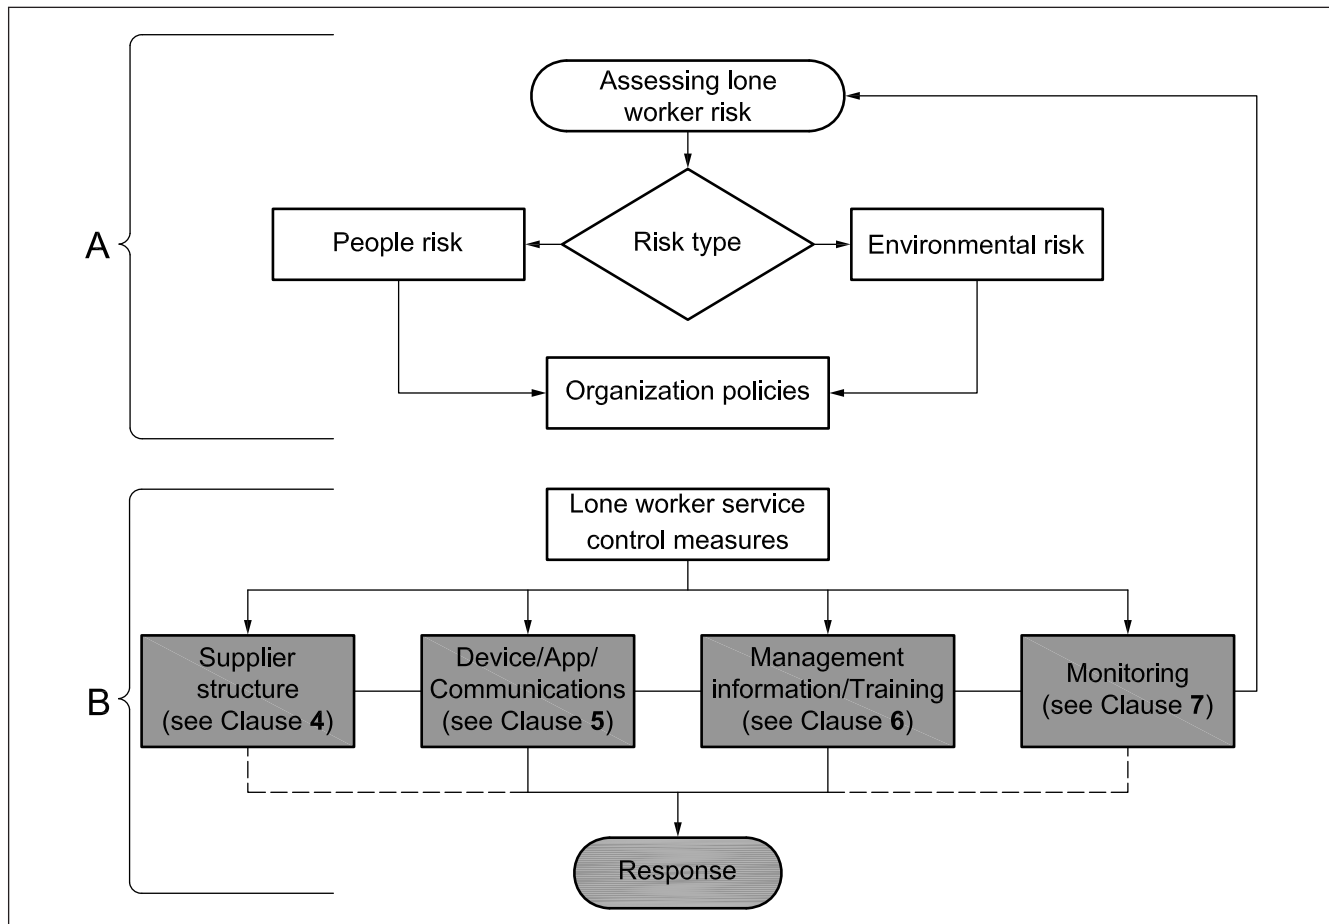 Assessing lone
worker risk
A
People risk
Risk type
Environmental risk
Organization policies
Lone worker service
control measures
B
Supplier
structure
(see Clause 4)
Device/App/
Communications
(see Clause 5)
Management
information/Training
(see Clause 6)
Monitoring
(see Clause 7)
Response